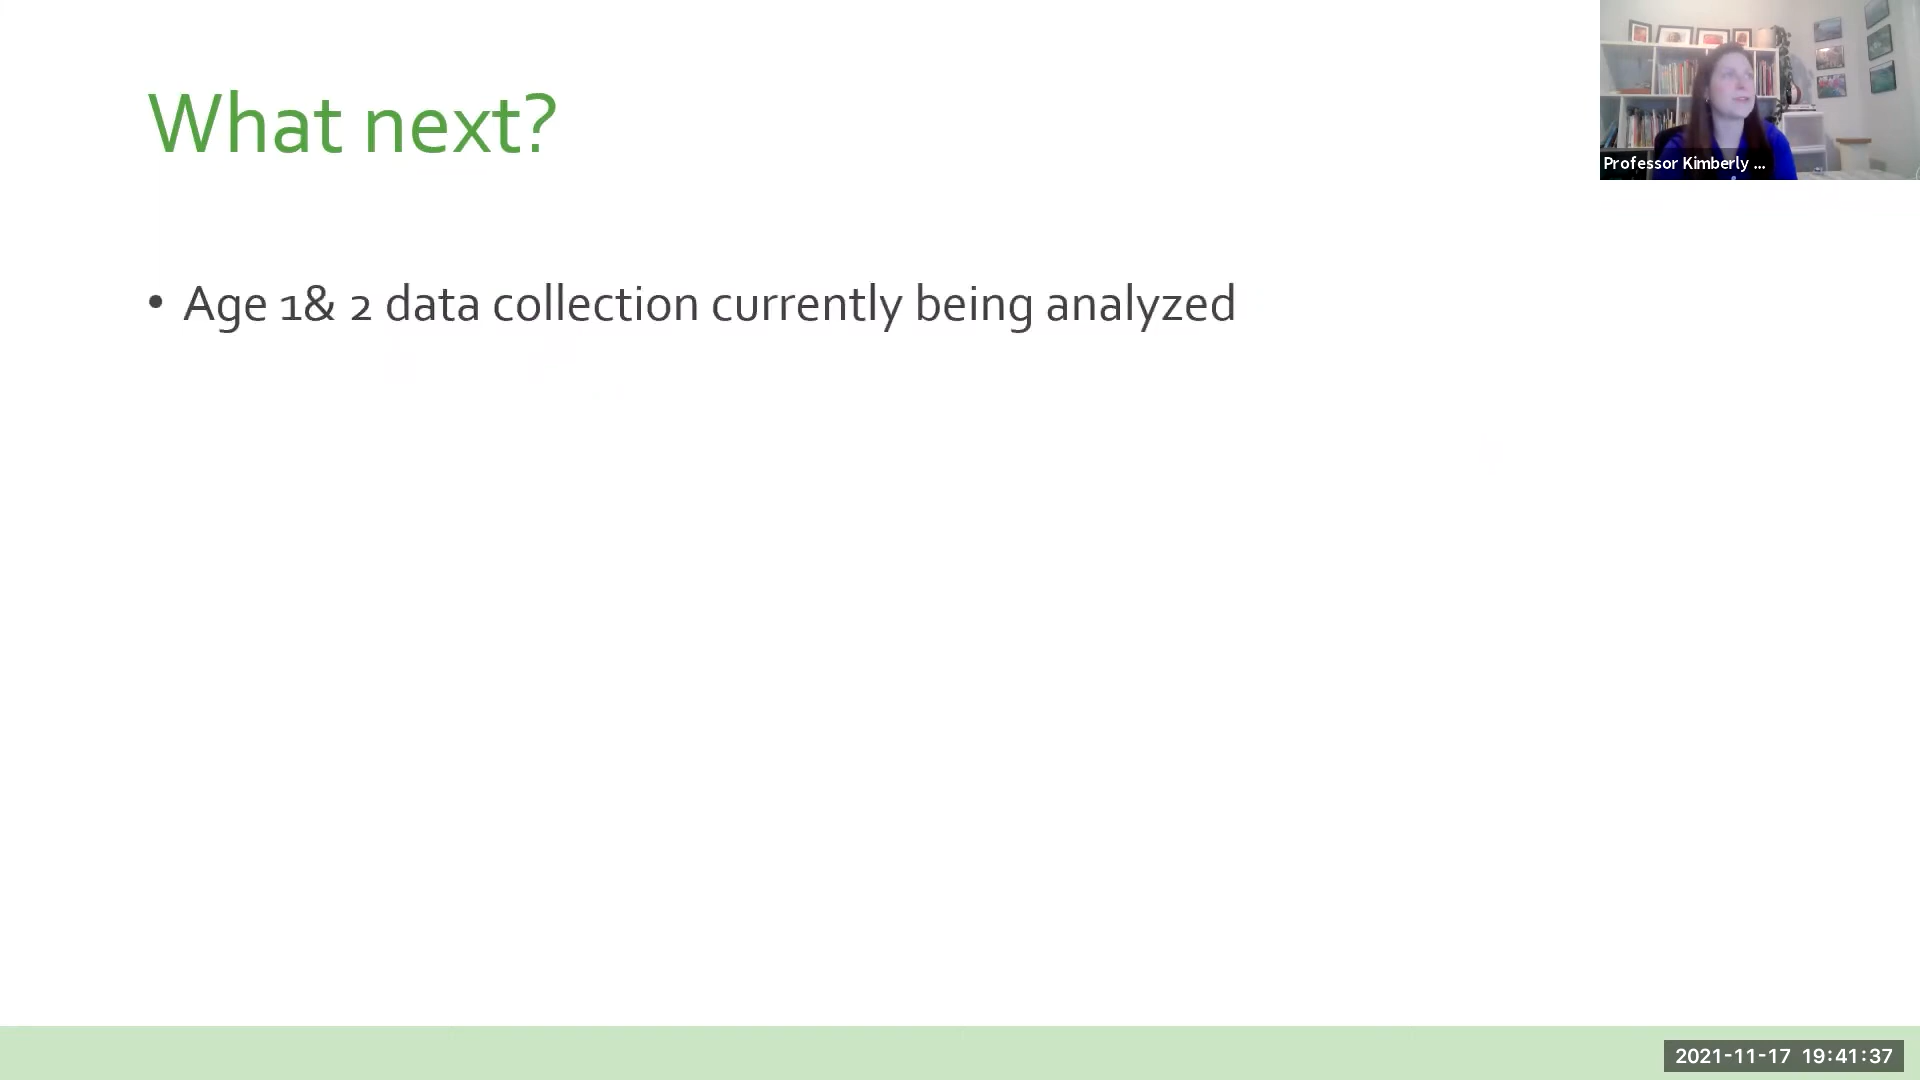 What next?
Professor Kimberly ...
• Age 1& 2 data collection currently being analyzed
2021-11-17 19:41:37